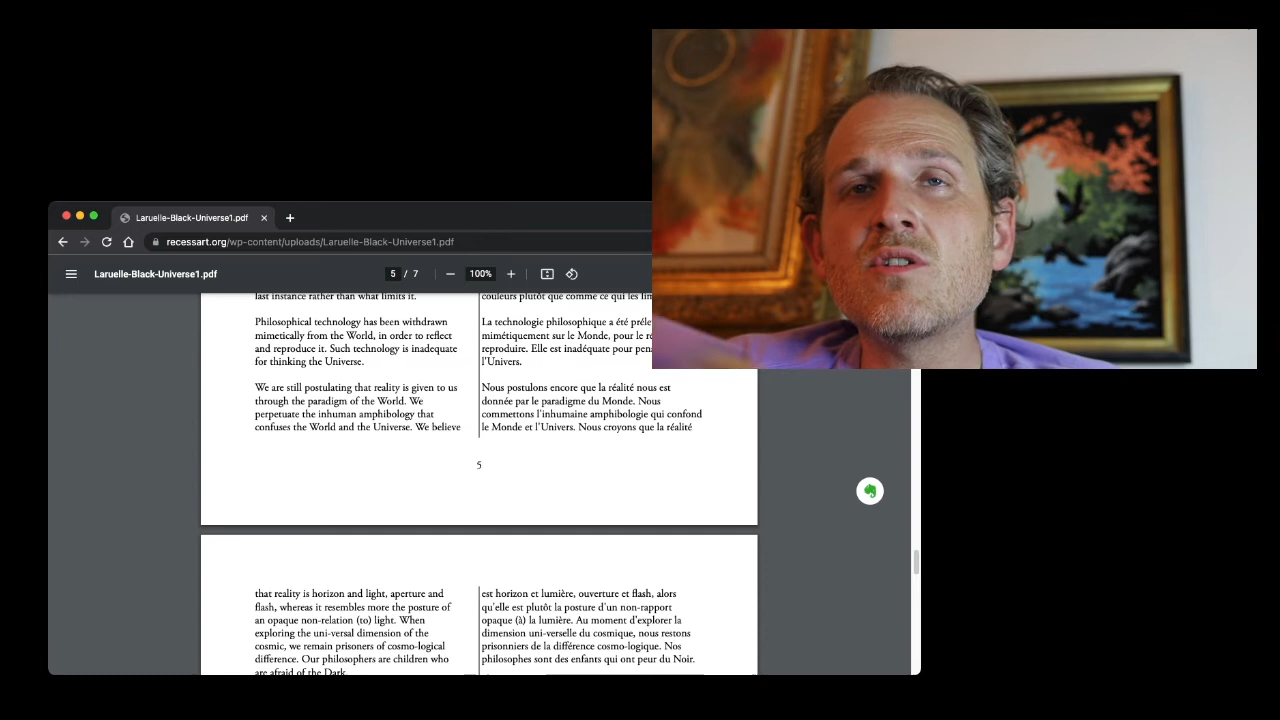 Laruelle-Black-Universe1.pdf
recessart.org/wp-content/uploads/Laruelle-Black-Universe1.pdf
Laruelle-Black-Universe1.pdf
5 / 7
100%
last instance rather than what limits it.
Philosophical technology has been withdrawn
mimetically from the World, in order to reflect
and reproduce it. Such technology is inadequate
for thinking the Universe.
We are still postulating that reality is given to us
through the paradigm of the World. We
perpetuate the inhuman amphibology that
confuses the World and the Universe. We believe
couleurs plutôt que comme ce qui les
La technologie philosophique a été
mimétiquement sur le Monde, pour le
reproduire. Elle est inadéquate pour
l'Univers.
Nous postulons encore que la réalité nous est
donnée par le paradigme du Monde. Nous
commettons l'inhumaine amphibologie qui confond
le Monde et l'Univers. Nous croyons que la réalité
5
that reality is horizon and light, aperture and
flash, whereas it resembles more the posture of
an opaque non-relation (to) light. When
exploring the uni-versal dimension of the
cosmic, we remain prisoners of cosmo-logical
difference. Our philosophers are children who
are afraid of the Dark.
est horizon et lumière, ouverture et flash, alors
qu'elle est plutôt la posture d'un non-rapport
opaque (à) la lumière. Au moment d'explorer la
dimension uni-verselle du cosmique, nous restons
prisonniers de la différence cosmo-logique. Nos
philosophes sont des enfants qui ont peur du Noir.